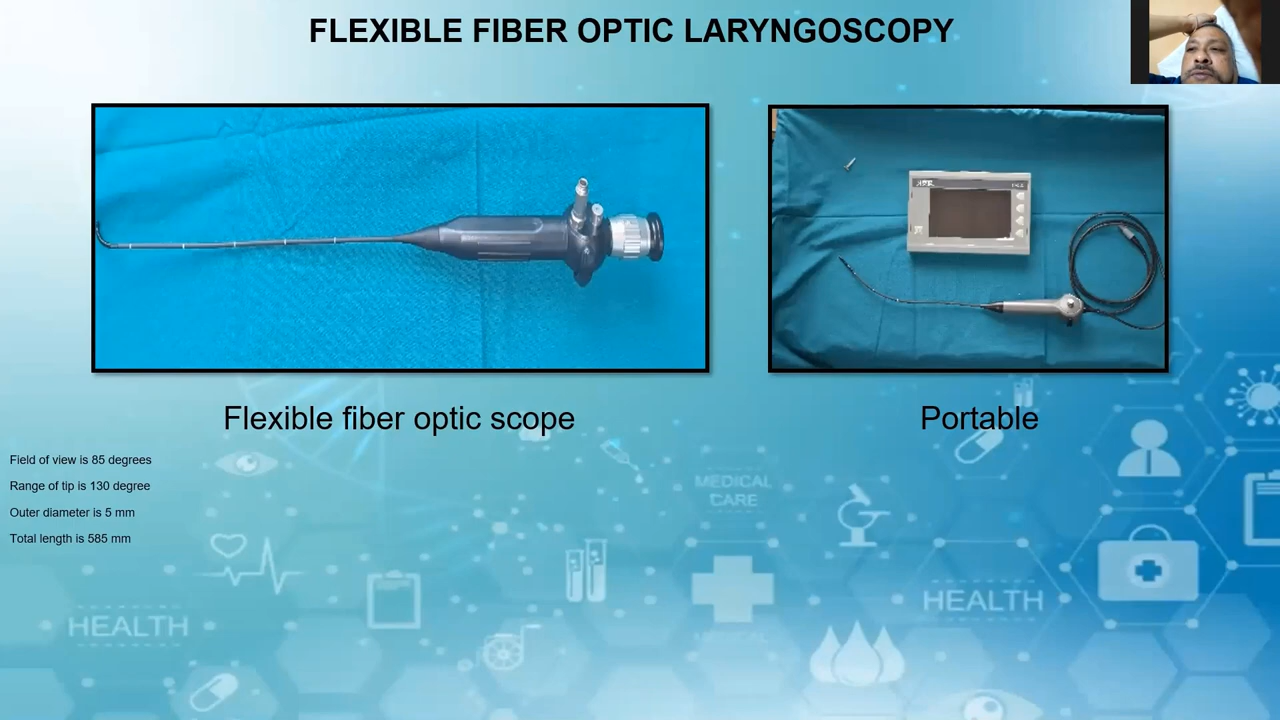 FLEXIBLE FIBER OPTIC LARYNGOSCOPY
Flexible fiber optic scope
Portable
Field of view is 85 degrees
Range of tip is 130 degree
Outer diameter is 5 mm
Total length is 585 mm
MEDICAL
CARE
HEALTH
HEALTH